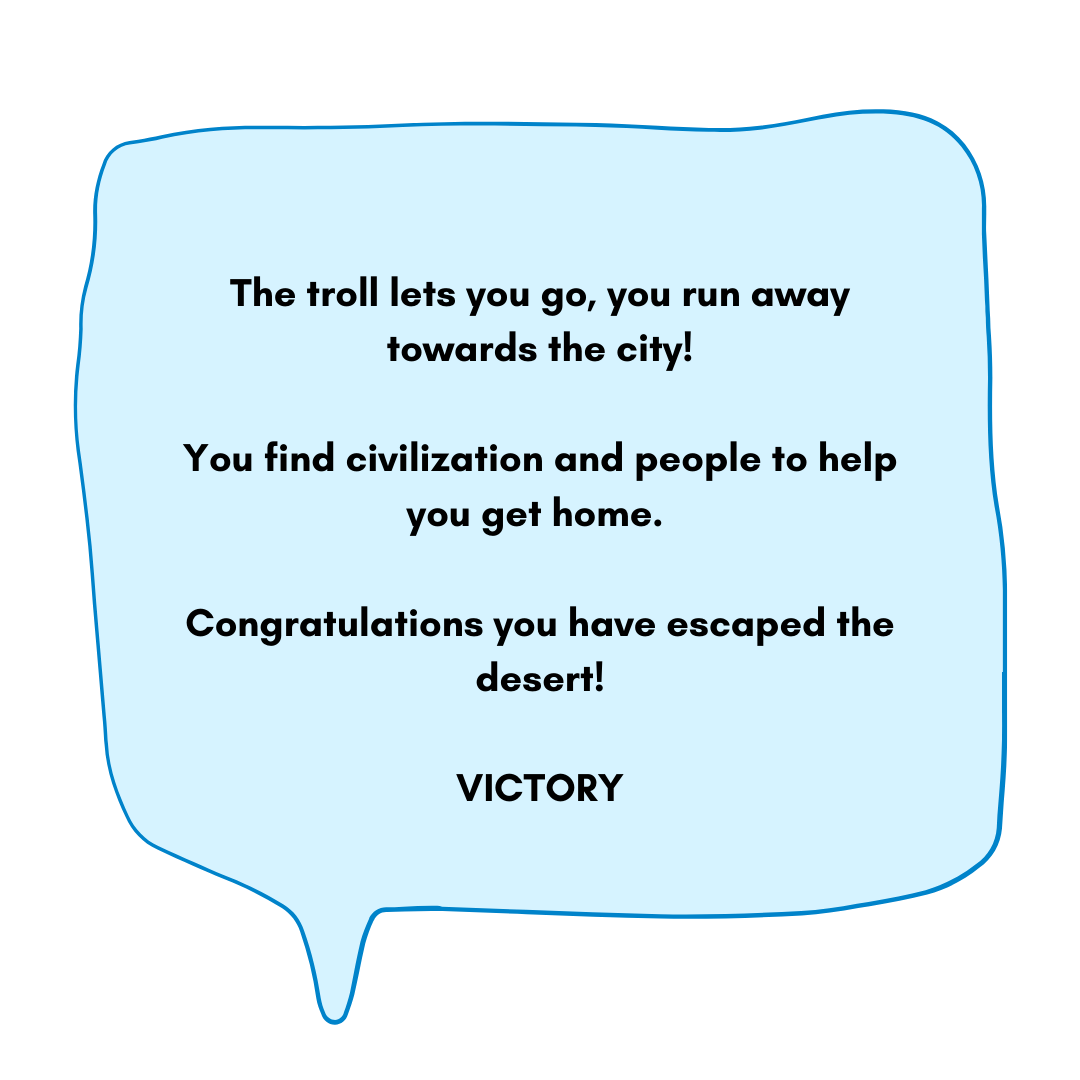 The troll lets you go, you run away
towards the city!
You find civilization and people to help
you get home.
Congratulations you have escaped the
desert!
VICTORY